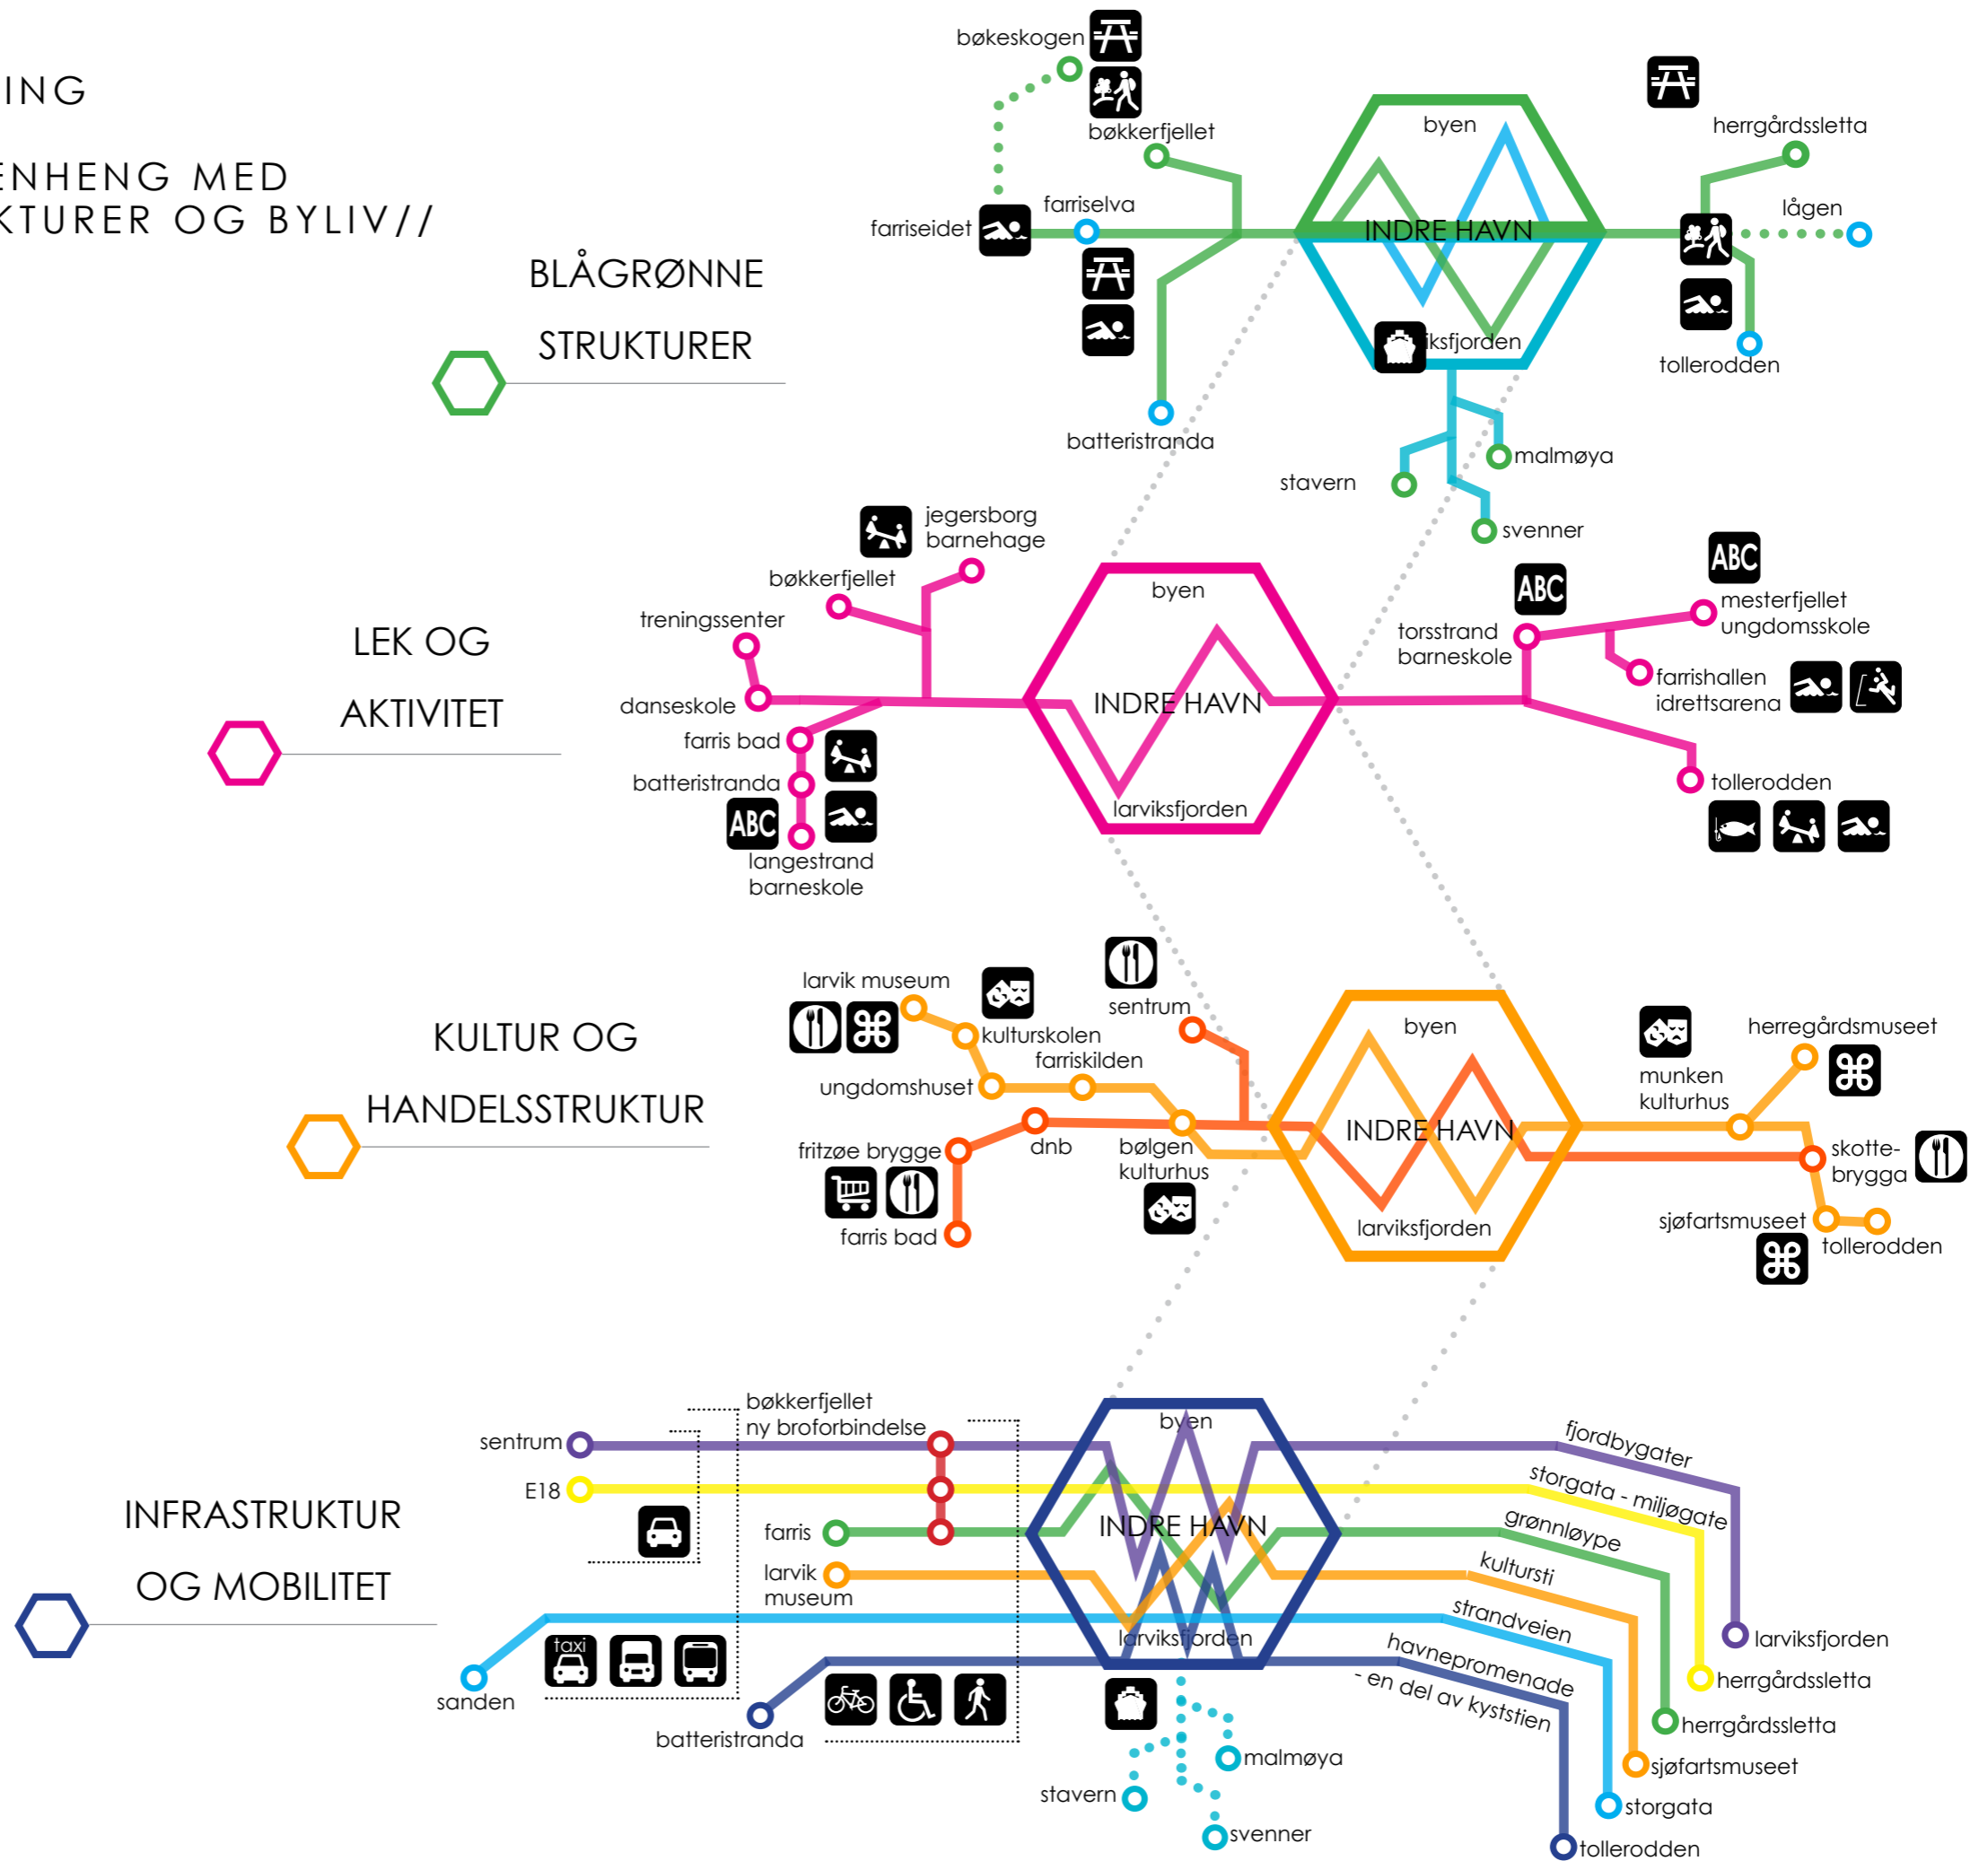 ING
ENHENG MED
KTURER OG BYLIV//
BLÅGRØNNE
STRUKTURER
bøkeskogen
bøkkerfjellet
farriselva
farriseidet
batteristranda
byen
INDRE HAVN
iksfjorden
herrgårdssletta
lågen
tollerodden
malmøya
stavern
svenner
LEK OG
AKTIVITET
jegersborg
barnehage
bøkkerfjellet
treningssenter
danseskole
farris bad
batteristranda
ABC
langestrand
barneskole
byen
INDRE HAVN
larviksfjorden
ABC
ABC
torsstrand
barneskole
mesterfjellet
ungdomsskole
farrishallen
idrettsarena
tollerodden
KULTUR OG
HANDELSSTRUKTUR
larvik museum
kulturskolen
farriskilden
ungdomshuset
sentrum
fritzøe brygge
dnb
bølgen
kulturhus
farris bad
byen
INDRE HAVN
larviksfjorden
munken
kulturhus
herregårdsmuseet
skotte-
brygga
sjøfartsmuseet
tollerodden
INFRASTRUKTUR
OG MOBILITET
bøkkerfjellet
ny broforbindelse
sentrum
E18
farris
larvik
museum
taxi
sanden
batteristranda
byen
INDRE HAVN
larviksfjorden
fjordbygater
storgata - miljøgate
grønnløype
kultursti
strandveien
havnepromenade
- en del av kyststien
larviksfjorden
herrgårdssletta
herrgårdssletta
sjøfartsmuseet
storgata
tollerodden
malmøya
stavern
svenner